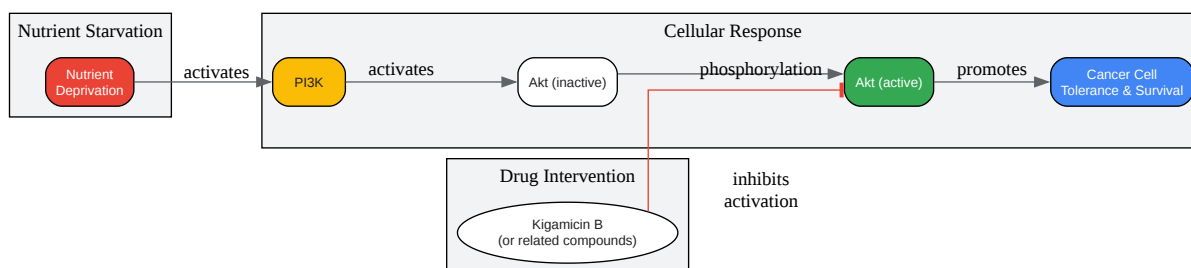 Nutrient Starvation
Nutrient
Deprivation
activates
Cellular Response
PI3K
activates
Akt (inactive)
phosphorylation
Akt (active)
promotes
Cancer Cell
Tolerance & Survival
Drug Intervention
Kigamicin B
(or related compounds)
inhibits
activation